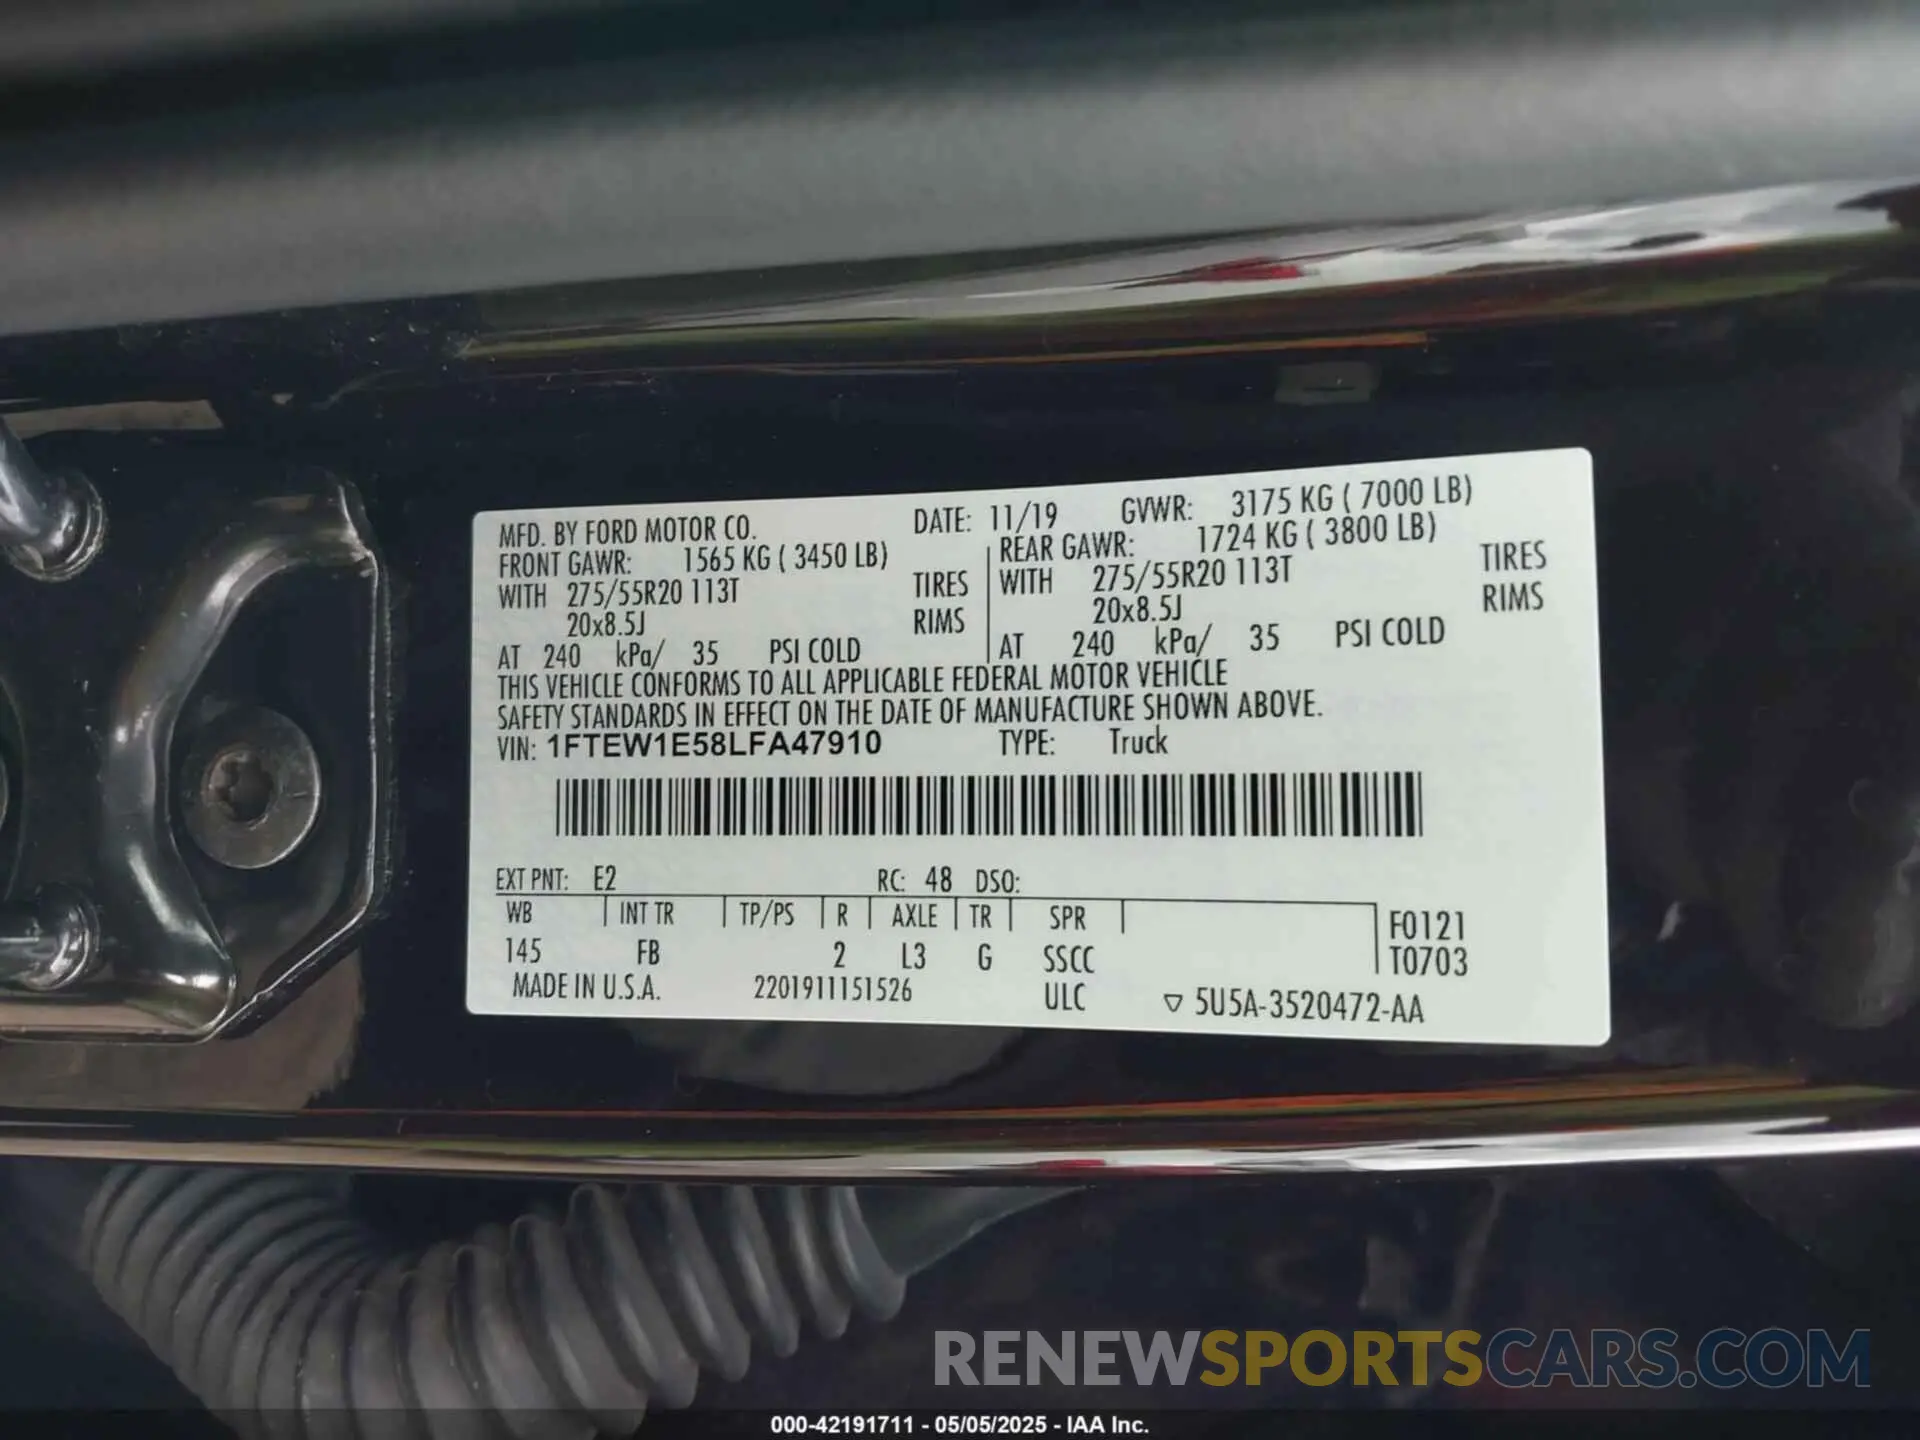 MFD. BY FORD MOTOR CO. DATE: 11/19 GVWR: 3175 KG ( 7000 LB)
FRONT GAWR: 1565 KG ( 3450 LB) REAR GAWR: 1724 KG ( 3800 LB)
WITH 275/55R20 113T TIRES WITH 275/55R20 113T TIRES
20x8.5J RIMS 20x8.5J RIMS
AT 240 kPa/ 35 PSI COLD AT 240 kPa/ 35 PSI COLD
THIS VEHICLE CONFORMS TO ALL APPLICABLE FEDERAL MOTOR VEHICLE
SAFETY STANDARDS IN EFFECT ON THE DATE OF MANUFACTURE SHOWN ABOVE.
VIN: 1FTEW1E58LFA47910 TYPE: Truck
EXT PNT: E2 RC: 48 DSO:
WB INT TR TP/PS R AXLE TR SPR F0121
145 FB 2 L3 G SSCC T0703
MADE IN U.S.A. 2201911151526 ULC ▽ 5U5A-3520472-AA
RENEWSPORTSCARS.COM
000-42191711 - 05/05/2025 - IAA Inc.